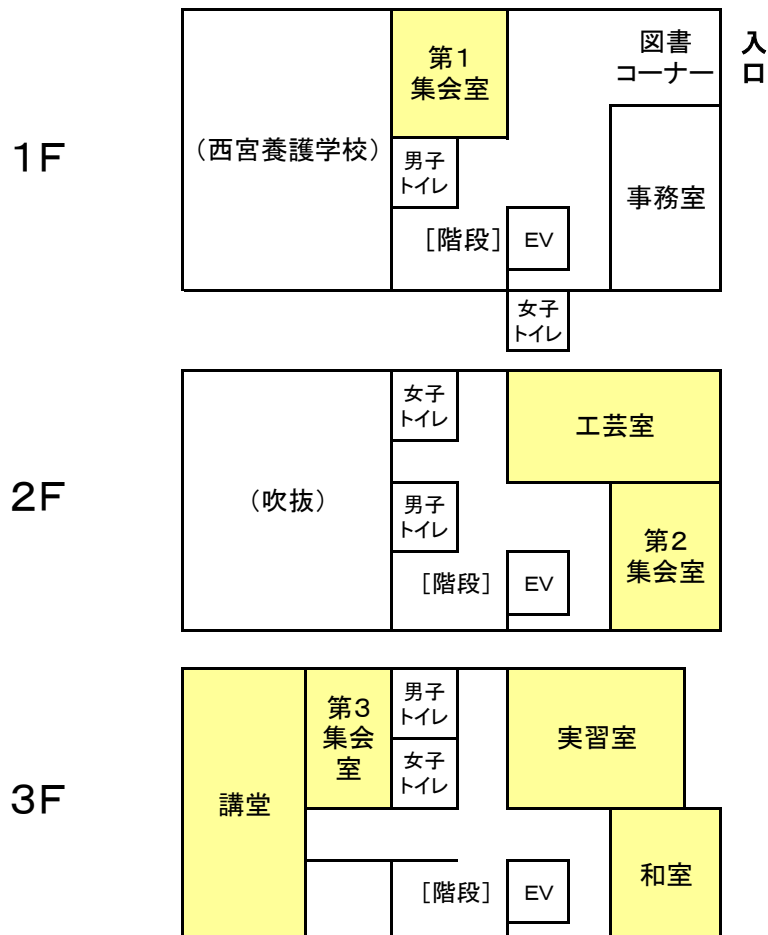 1F
(西宮養護学校)
第1
集会室
男子
トイレ
[階段]
EV
女子
トイレ
図書
コーナー
事務室
入
口
2F
(吹抜)
女子
トイレ
男子
トイレ
[階段]
EV
工芸室
第2
集会室
3F
講堂
第3
集会
室
男子
トイレ
女子
トイレ
[階段]
EV
実習室
和室